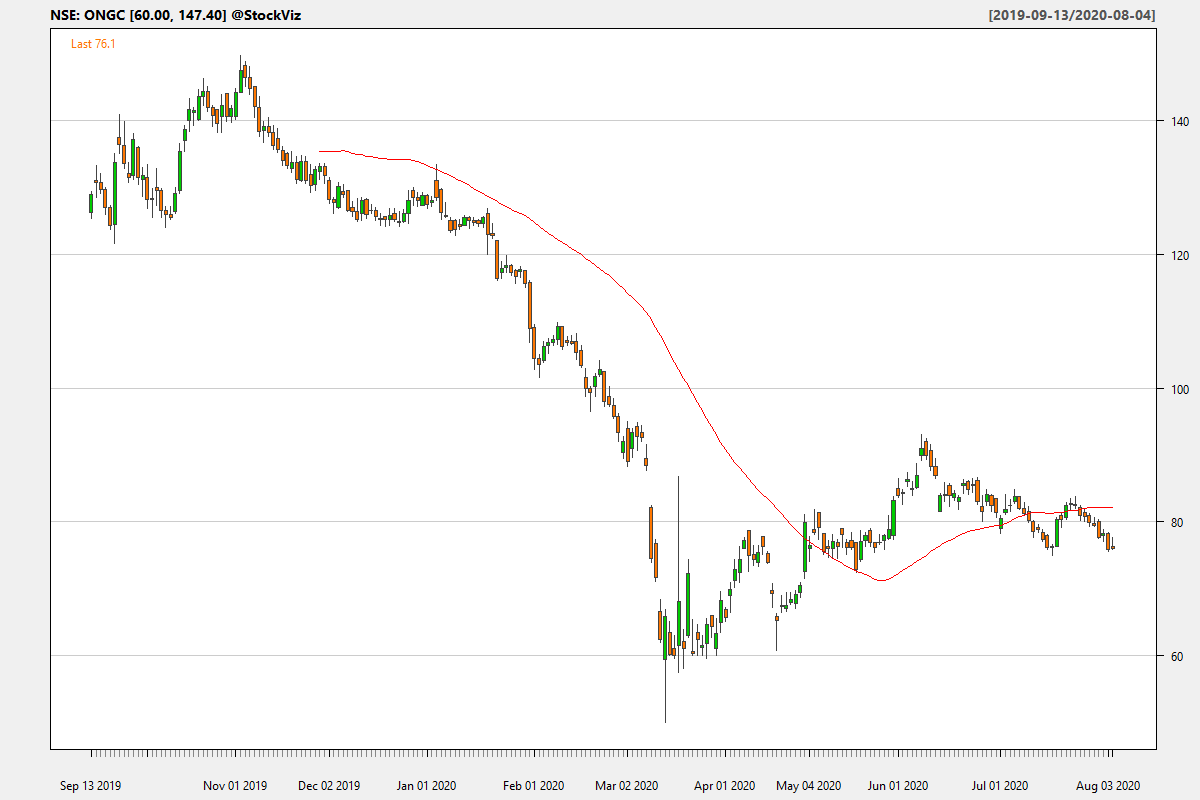 NSE: ONGC [60.00, 147.40] @StockViz
[2019-09-13/2020-08-04]
Last 76.1
140
120
100
80
60
Sep 13 2019
Nov 01 2019
Dec 02 2019
Jan 01 2020
Feb 01 2020
Mar 02 2020
Apr 01 2020
May 04 2020
Jun 01 2020
Jul 01 2020
Aug 03 2020